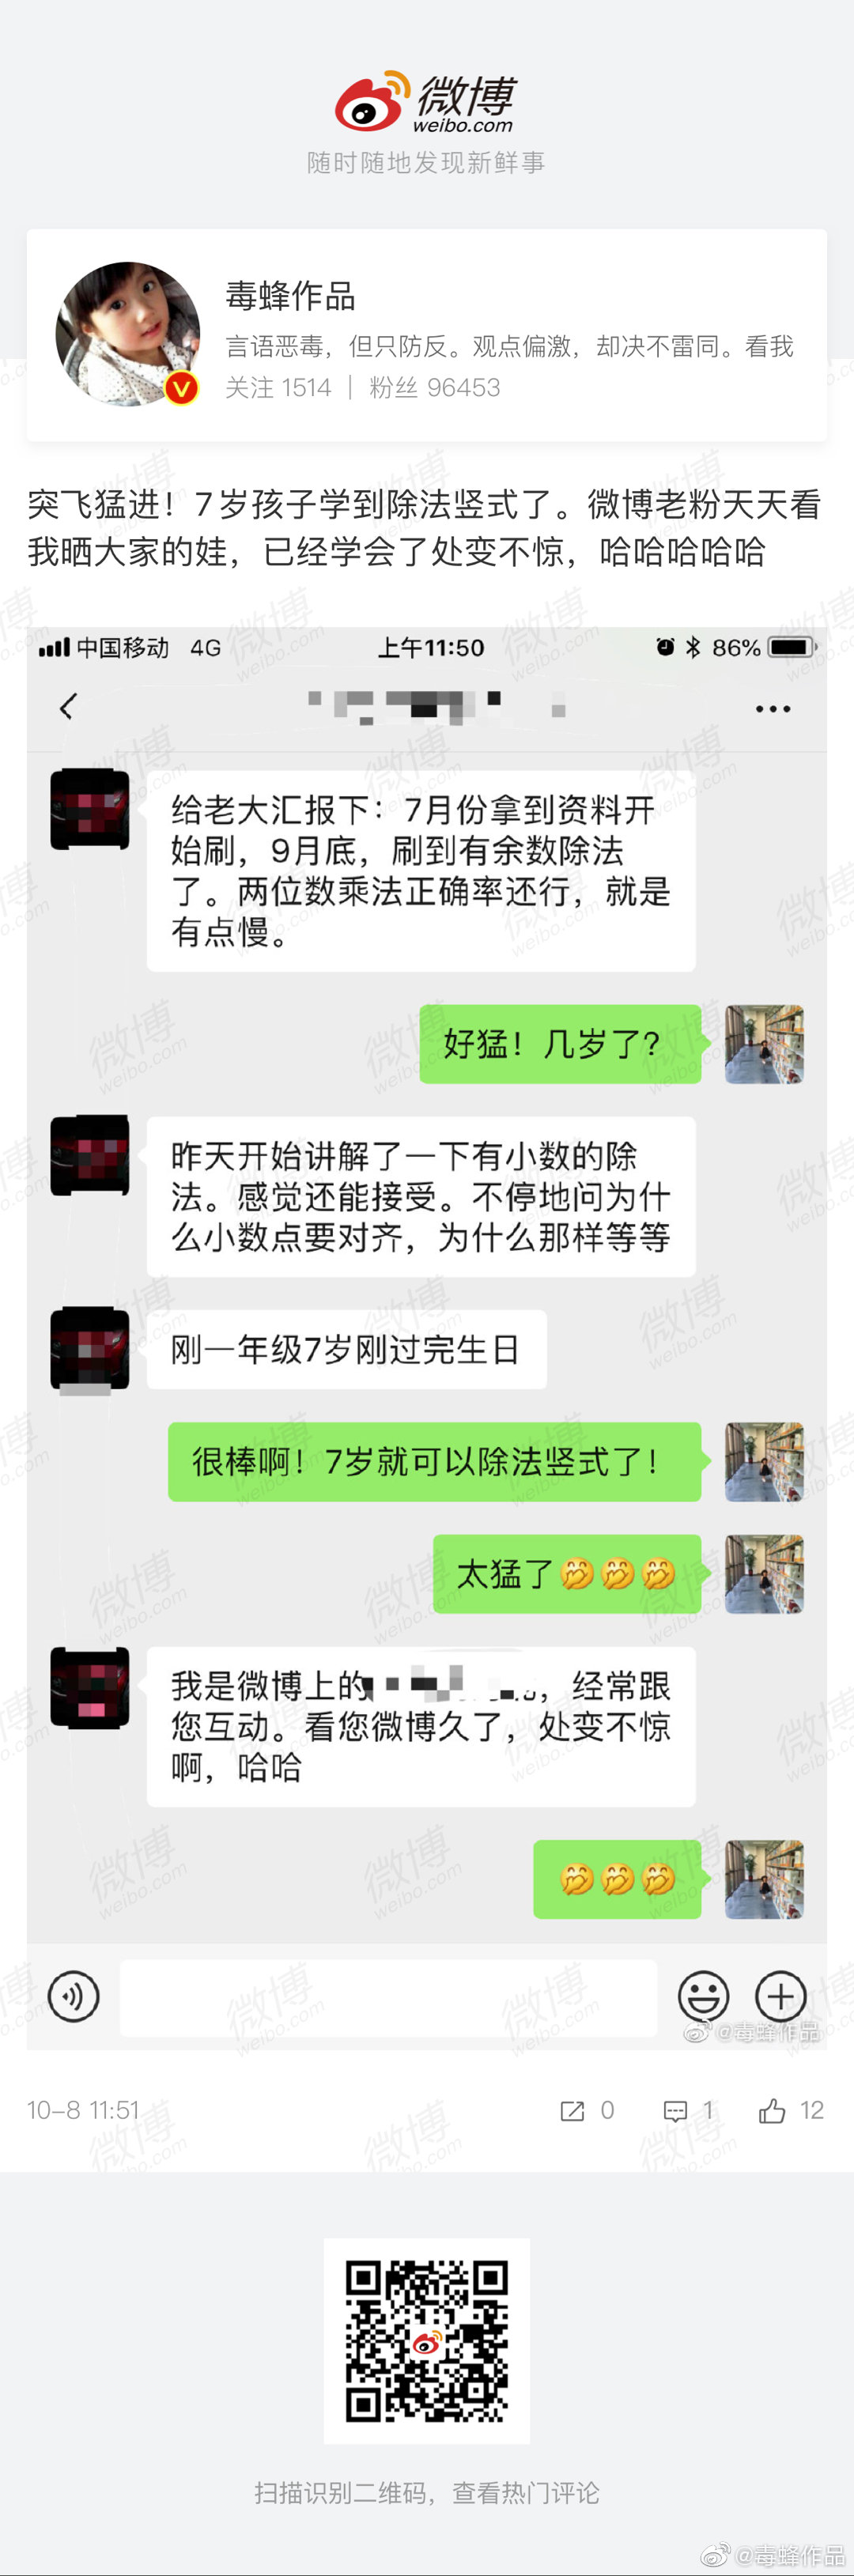 微博
weibo.com
随时随地发现新鲜事
毒蜂作品
言语恶毒，但只防反。观点偏激，却决不雷同。看我
关注 1514 | 粉丝 96453
突飞猛进！7岁孩子学到除法竖式了。微博老粉天天看
我晒大家的娃，已经学会了处变不惊，哈哈哈哈哈
中国移动 4G 上午11:50 86%
给老大汇报下：7月份拿到资料开
始刷，9月底，刷到有余数除法
了。两位数乘法正确率还行，就是
有点慢。
好猛！几岁了？
昨天开始讲解了一下有小数的除
法。感觉还能接受。不停地问为什
么小数点要对齐，为什么那样等等
刚一年级7岁刚过完生日
很棒啊！7岁就可以除法竖式了！
太猛了🤭🤭🤭
我是微博上的，经常跟
您互动。看您微博久了，处变不惊
啊，哈哈
🤭🤭🤭
@毒蜂作品
10-8 11:51 0 1 12
扫描识别二维码，查看热门评论
@毒蜂作品